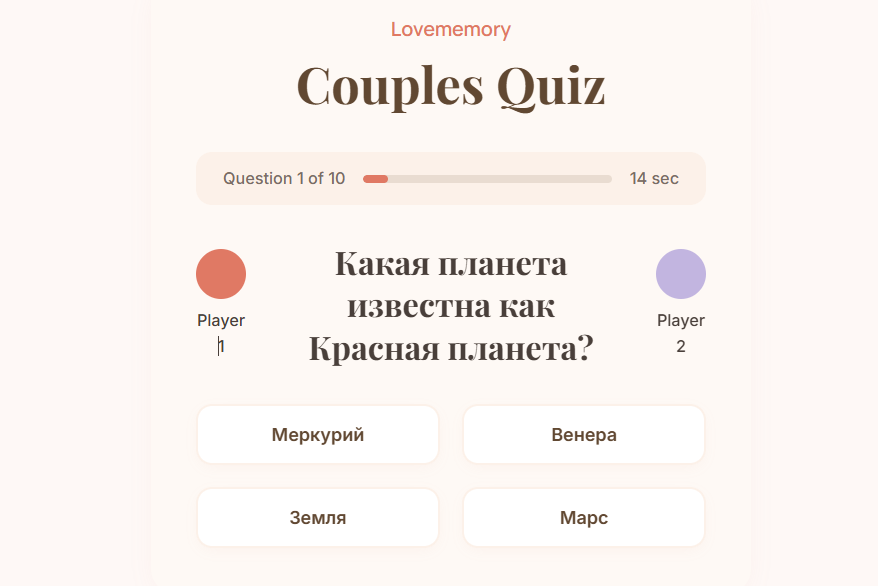 Lovememory
Couples Quiz
Question 1 of 10
14 sec
Player
1
Какая планета
известна как
Красная планета?
Player
2
Меркурий
Венера
Земля
Марс